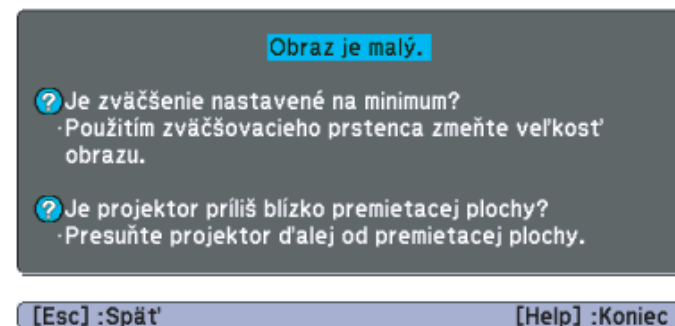 Obraz je malý.
Je zväčšenie nastavené na minimum?
·Použitím zväčšovacieho prstenca zmeňte veľkosť
obrazu.
Je projektor príliš blízko premietacej plochy?
·Presuňte projektor ďalej od premietacej plochy.
[Esc] :Späť [Help] :Koniec